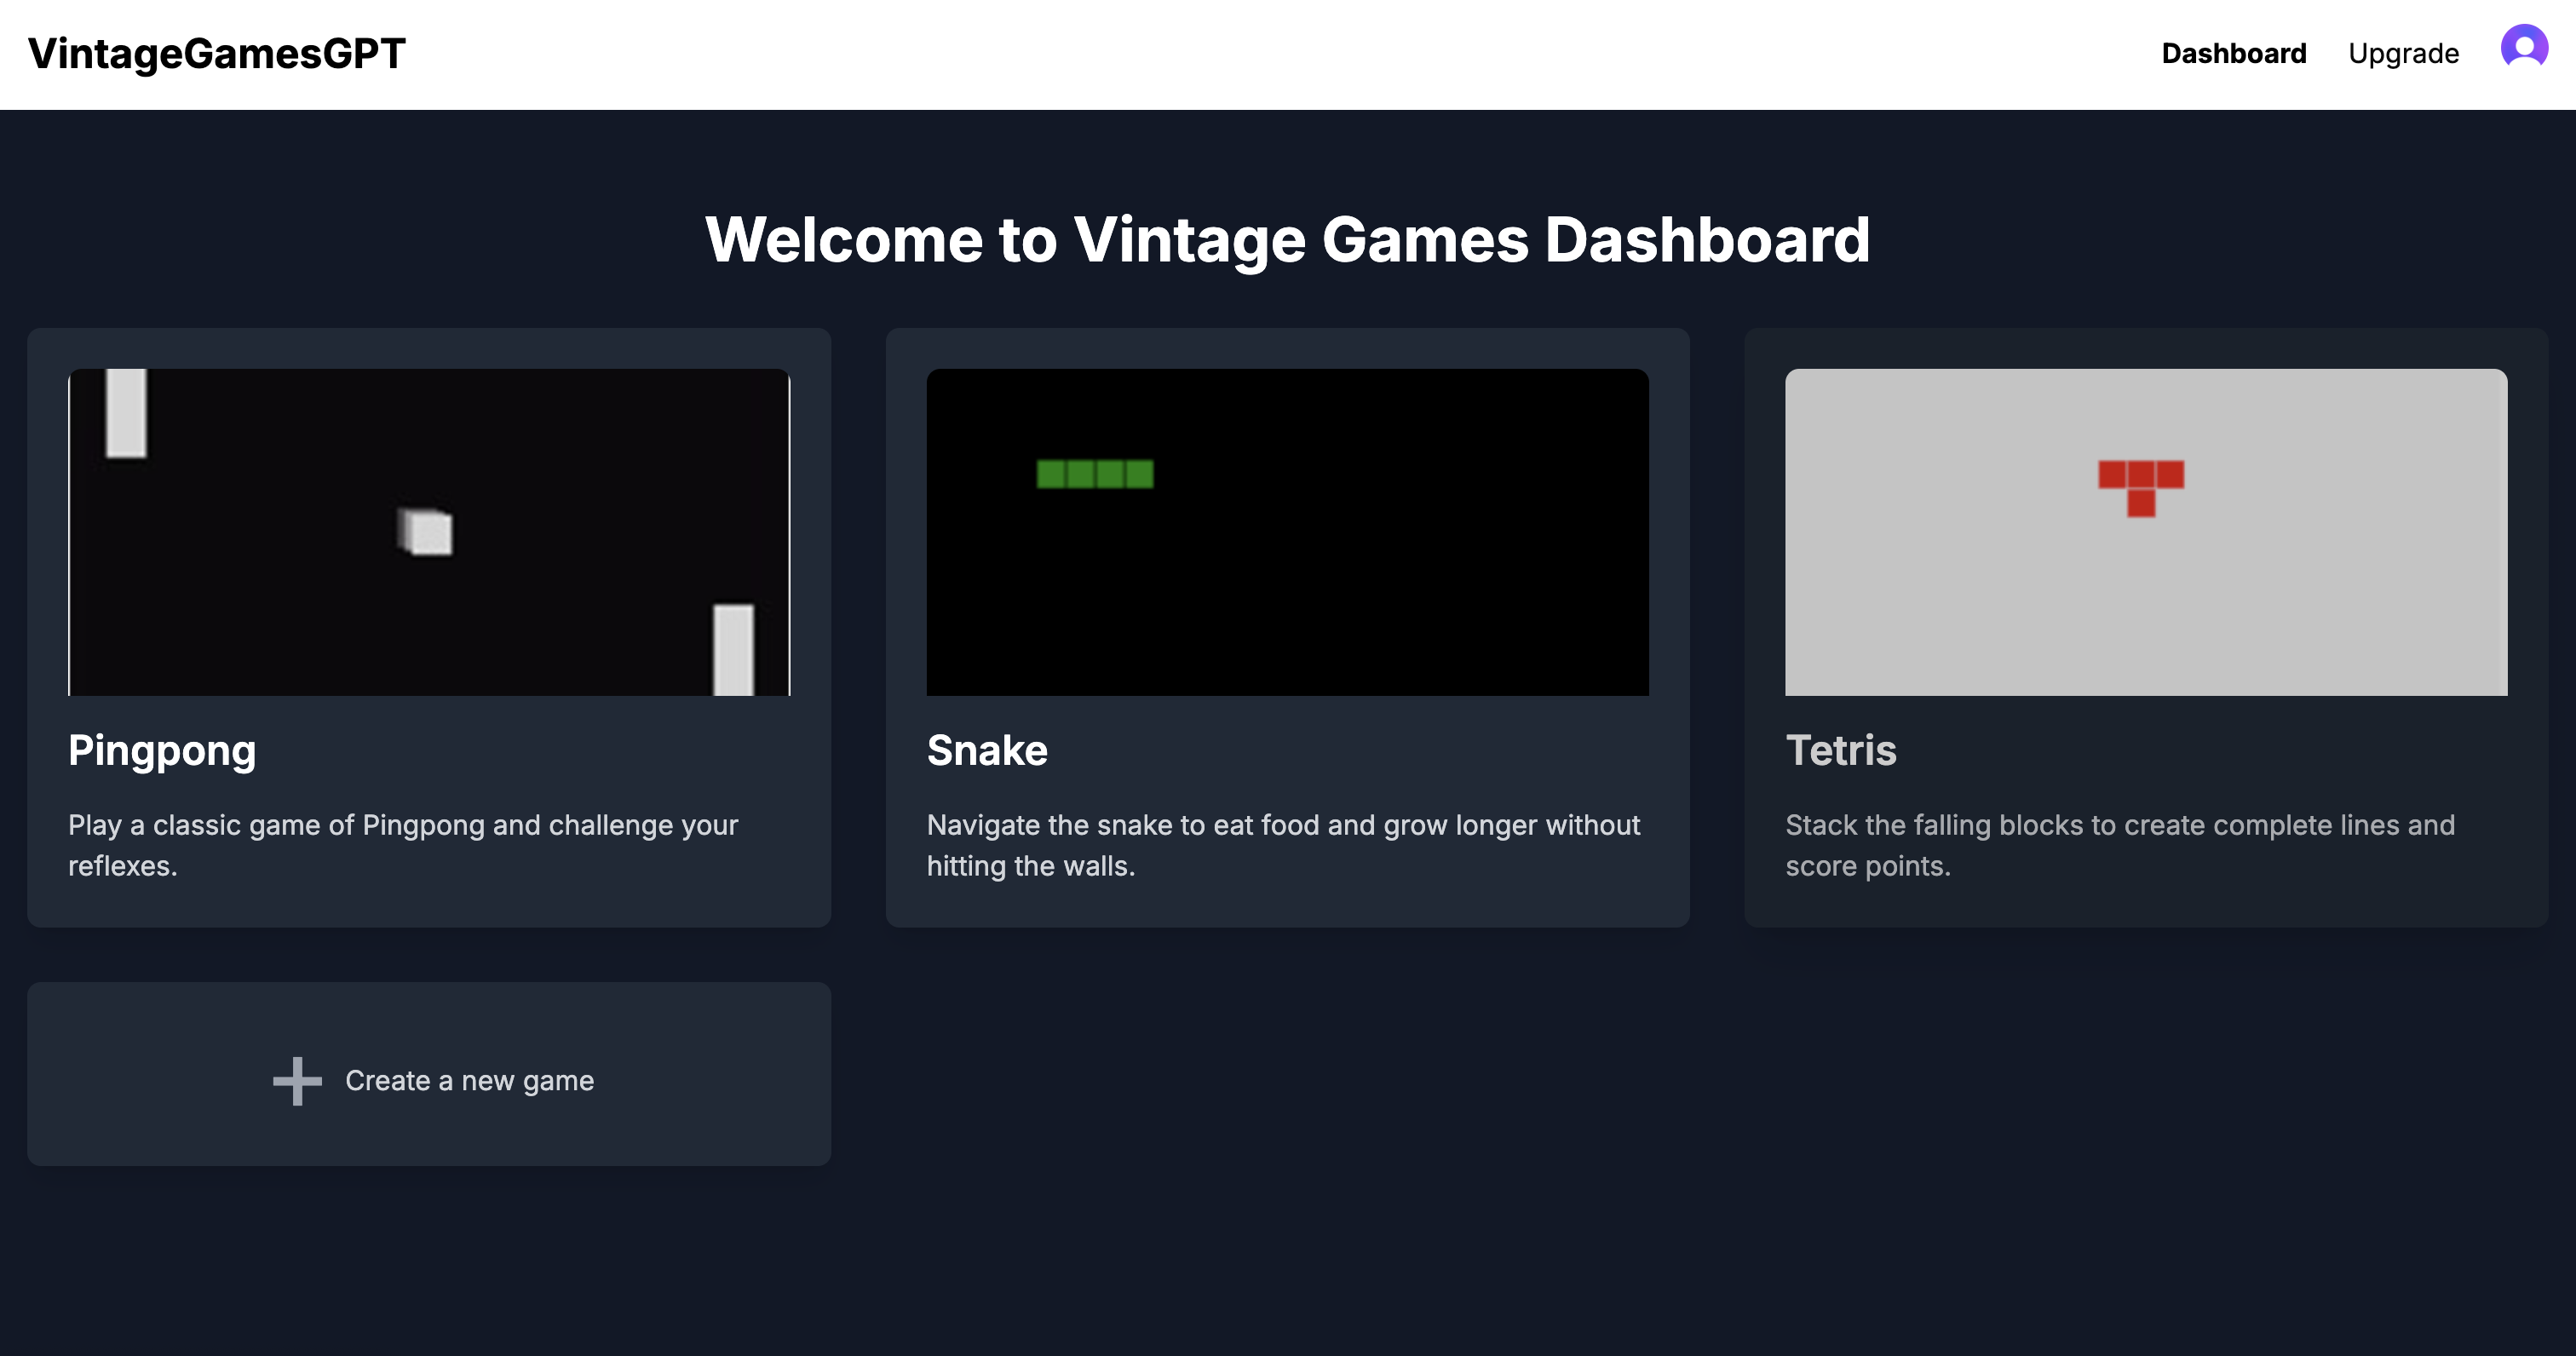 VintageGamesGPT
Dashboard
Upgrade
Welcome to Vintage Games Dashboard
Pingpong
Play a classic game of Pingpong and challenge your
reflexes.
Snake
Navigate the snake to eat food and grow longer without
hitting the walls.
Tetris
Stack the falling blocks to create complete lines and
score points.
Create a new game